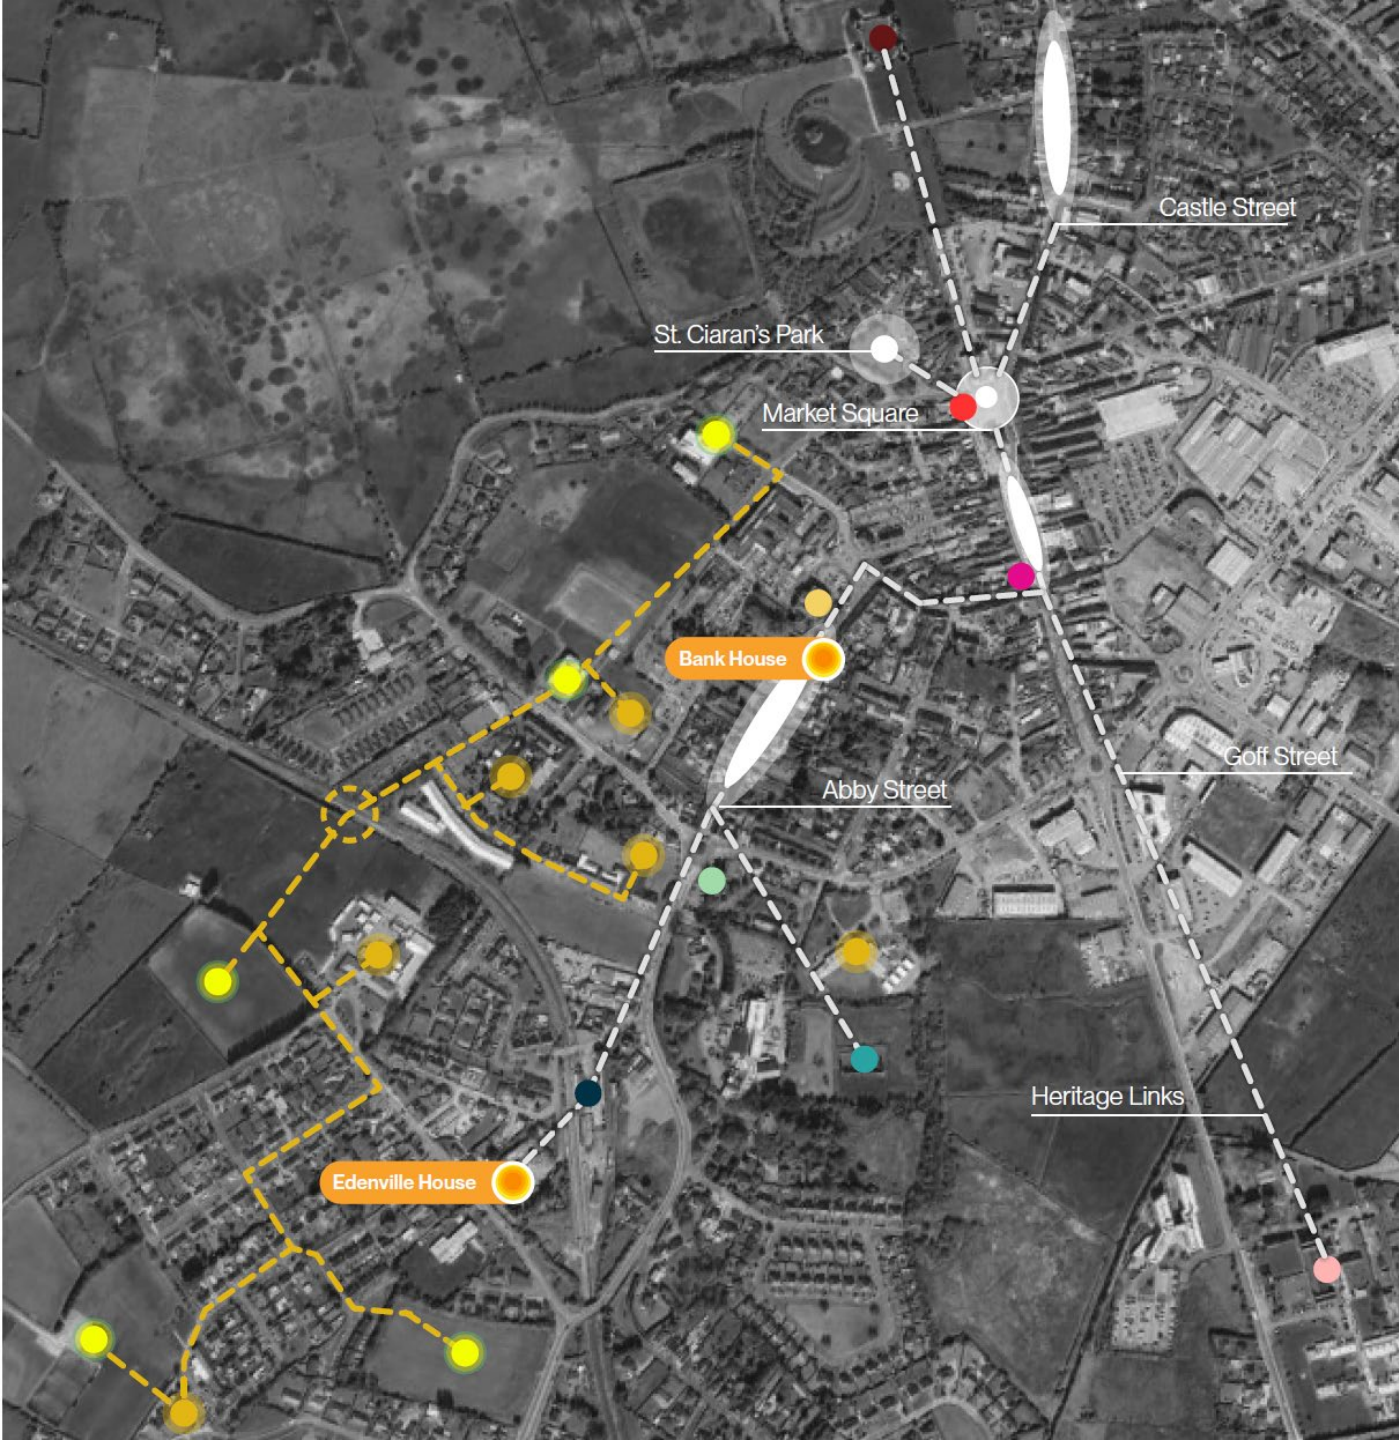 Castle Street
St. Ciaran's Park
Market Square
Bank House
Goff Street
Abby Street
Heritage Links
Edenville House